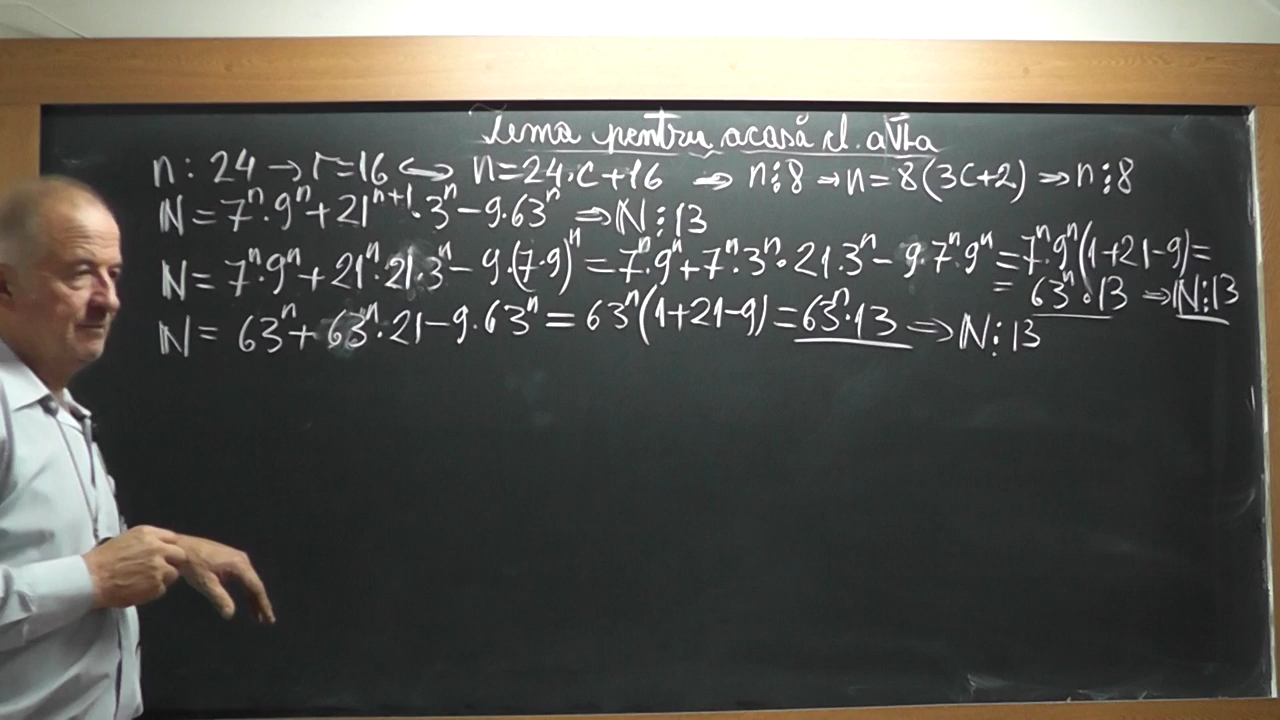 Tema pentru acasă cl. a VI-a
n : 24 → r = 16 ⟷ n = 24·c + 16 ⇒ n ⋮ 8 ⇒ n = 8(3c+2) ⇒ n ⋮ 8
N = 7ⁿ·9ⁿ + 21ⁿ⁺¹·3ⁿ − 9·63ⁿ ⇒ N ⋮ 13
N = 7ⁿ·9ⁿ + 21ⁿ·21·3ⁿ − 9·(7·9)ⁿ = 7ⁿ·9ⁿ + 7ⁿ·3ⁿ·21·3ⁿ − 9·7ⁿ·9ⁿ = 7ⁿ·9ⁿ(1+21−9) =
= 63ⁿ·13 ⇒ N ⋮ 13
N = 63ⁿ + 63ⁿ·21 − 9·63ⁿ = 63ⁿ(1+21−9) = 63ⁿ·13 ⇒ N ⋮ 13